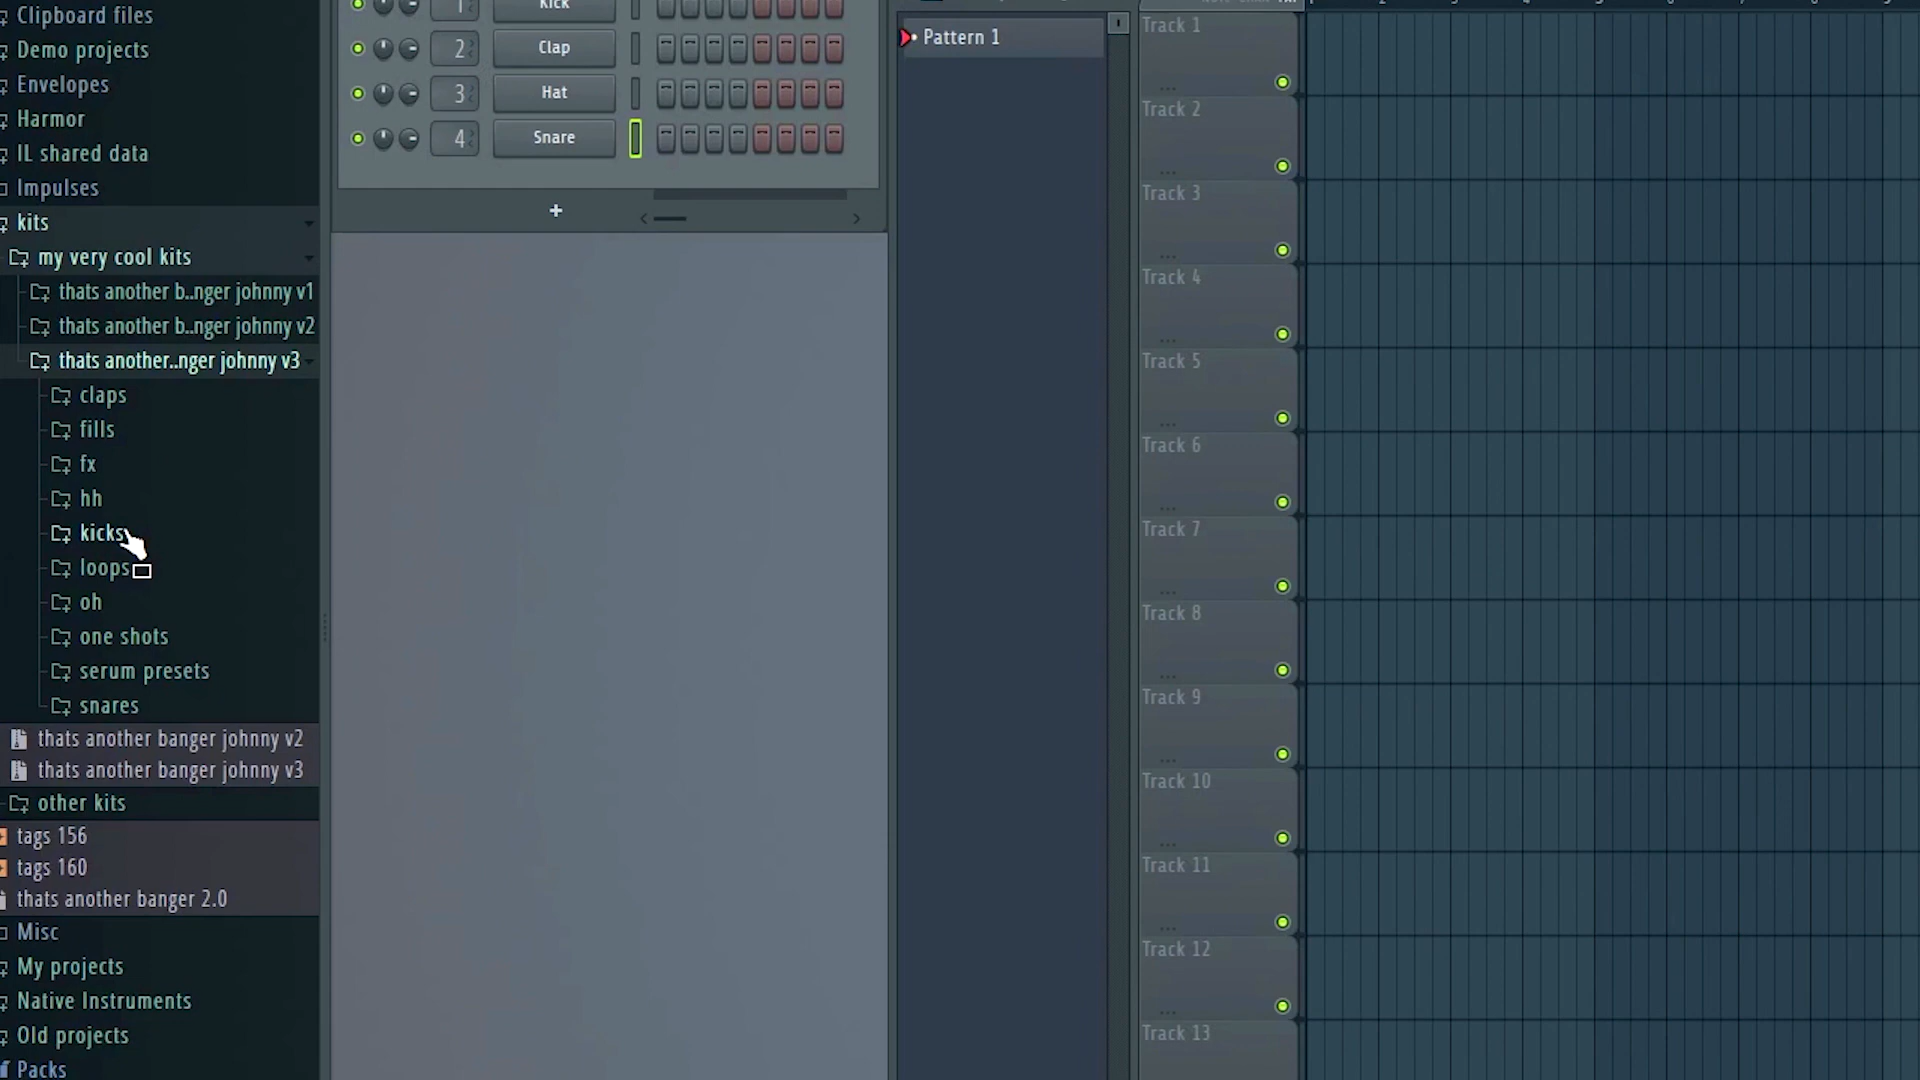 Clipboard files
Demo projects
Envelopes
Harmor
IL shared data
Impulses
kits
my very cool kits
thats another b..nger johnny v1
thats another b..nger johnny v2
thats another..nger johnny v3
claps
fills
fx
hh
kicks
loops
oh
one shots
serum presets
snares
thats another banger johnny v2
thats another banger johnny v3
other kits
tags 156
tags 160
thats another banger 2.0
Misc
My projects
Native Instruments
Old projects
Packs
1 Kick
2 Clap
3 Hat
4 Snare
+
Pattern 1
Track 1
Track 2
Track 3
Track 4
Track 5
Track 6
Track 7
Track 8
Track 9
Track 10
Track 11
Track 12
Track 13